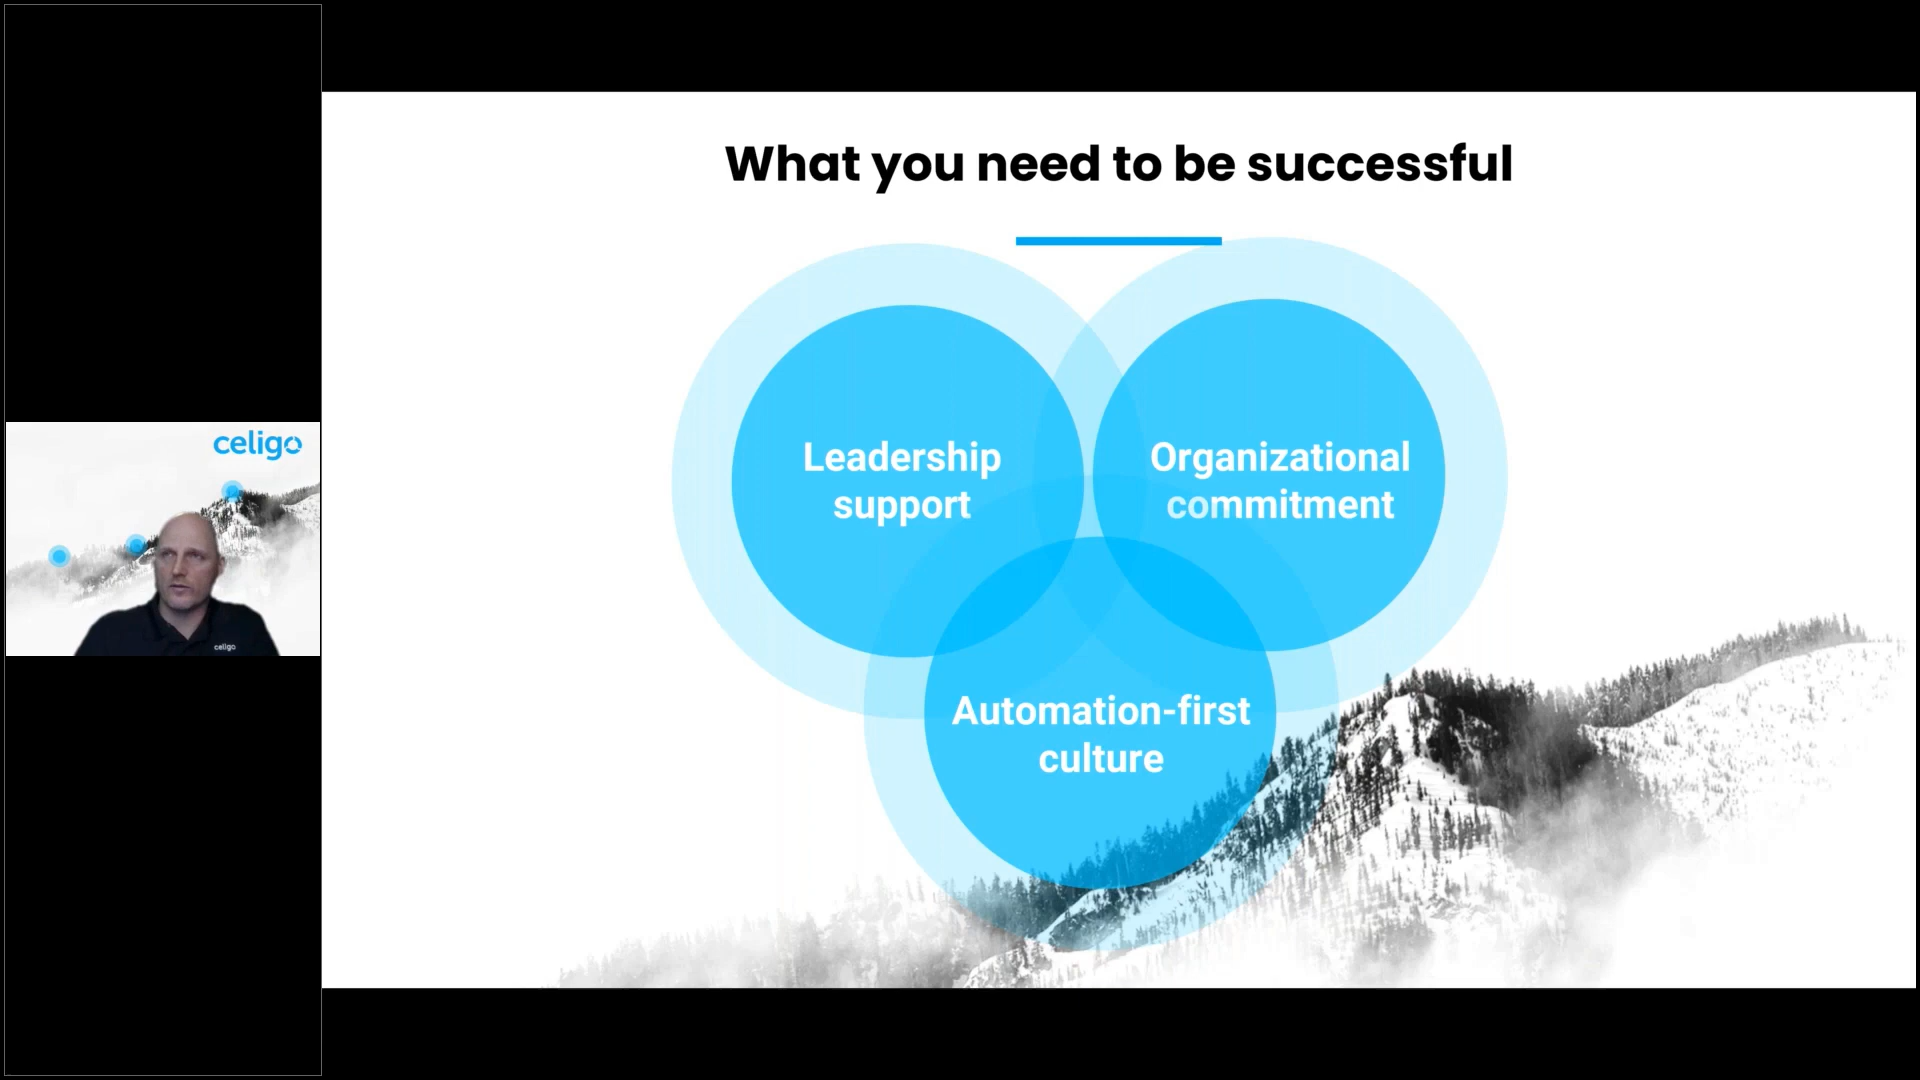 What you need to be successful
Leadership
support
Organizational
commitment
Automation-first
culture
celigo
celigo